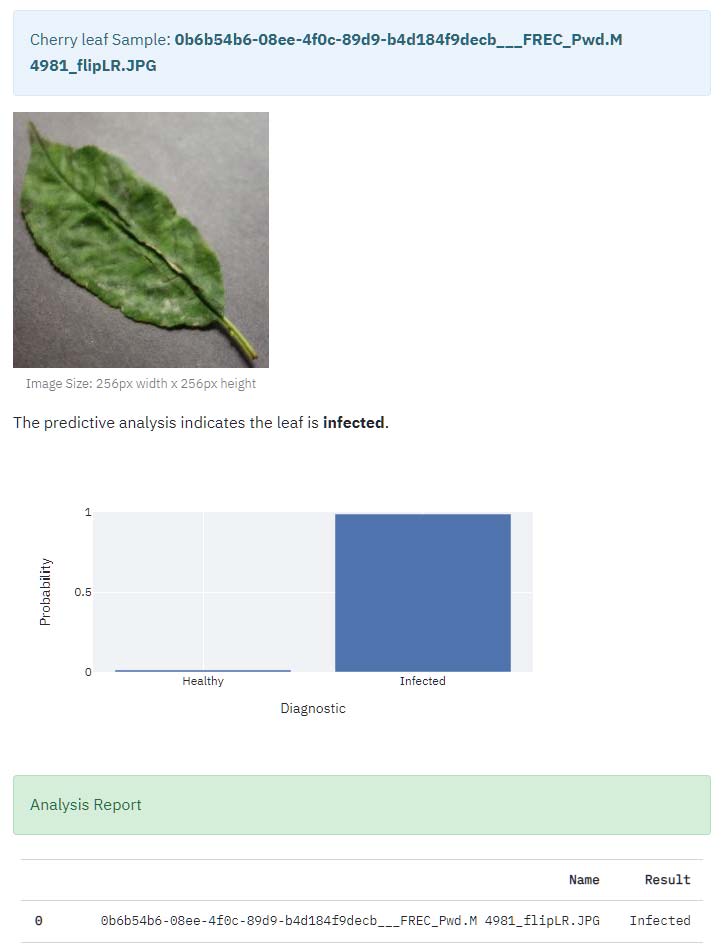 Cherry leaf Sample: 0b6b54b6-08ee-4f0c-89d9-b4d184f9decb___FREC_Pwd.M
4981_flipLR.JPG
Image Size: 256px width x 256px height
The predictive analysis indicates the leaf is infected.
1
0.5
0
Probability
Healthy Infected
Diagnostic
Analysis Report
Name Result
0 0b6b54b6-08ee-4f0c-89d9-b4d184f9decb___FREC_Pwd.M 4981_flipLR.JPG Infected